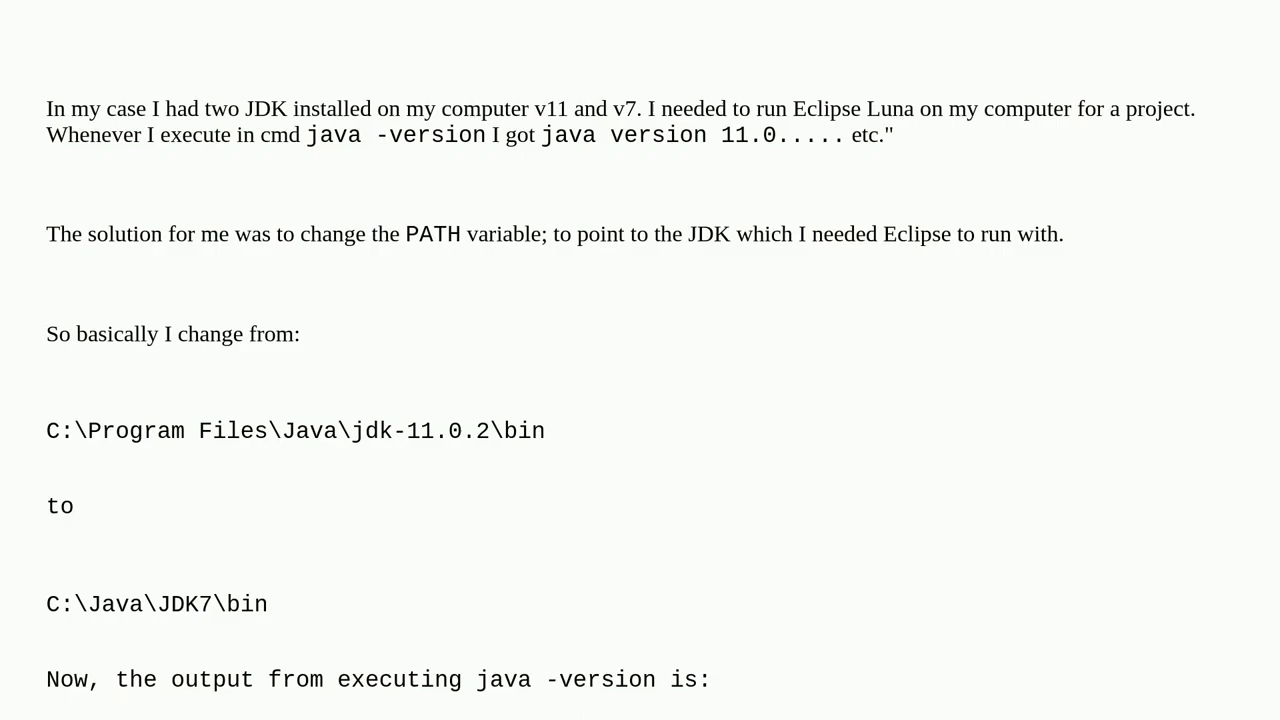 In my case I had two JDK installed on my computer v11 and v7. I needed to run Eclipse Luna on my computer for a project.
Whenever I execute in cmd java -version I got java version 11.0..... etc."
The solution for me was to change the PATH variable; to point to the JDK which I needed Eclipse to run with.
So basically I change from:
C:\Program Files\Java\jdk-11.0.2\bin
to
C:\Java\JDK7\bin
Now, the output from executing java -version is: